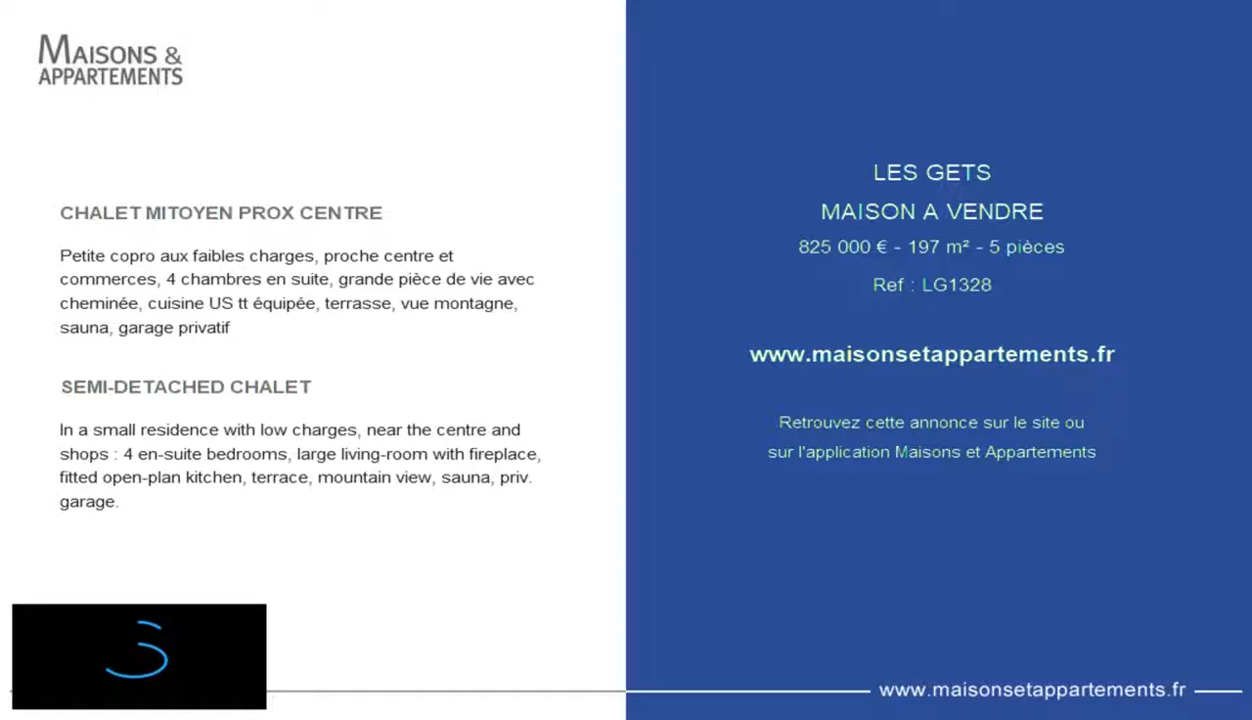 MAISONS &
APPARTEMENTS
CHALET MITOYEN PROX CENTRE
Petite copro aux faibles charges, proche centre et
commerces, 4 chambres en suite, grande pièce de vie avec
cheminée, cuisine US tt équipée, terrasse, vue montagne,
sauna, garage privatif
SEMI-DETACHED CHALET
In a small residence with low charges, near the centre and
shops : 4 en-suite bedrooms, large living-room with fireplace,
fitted open-plan kitchen, terrace, mountain view, sauna, priv.
garage.
LES GETS
MAISON A VENDRE
825 000 € - 197 m² - 5 pièces
Ref : LG1328
www.maisonsetappartements.fr
Retrouvez cette annonce sur le site ou
sur l'application Maisons et Appartements
www.maisonsetappartements.fr